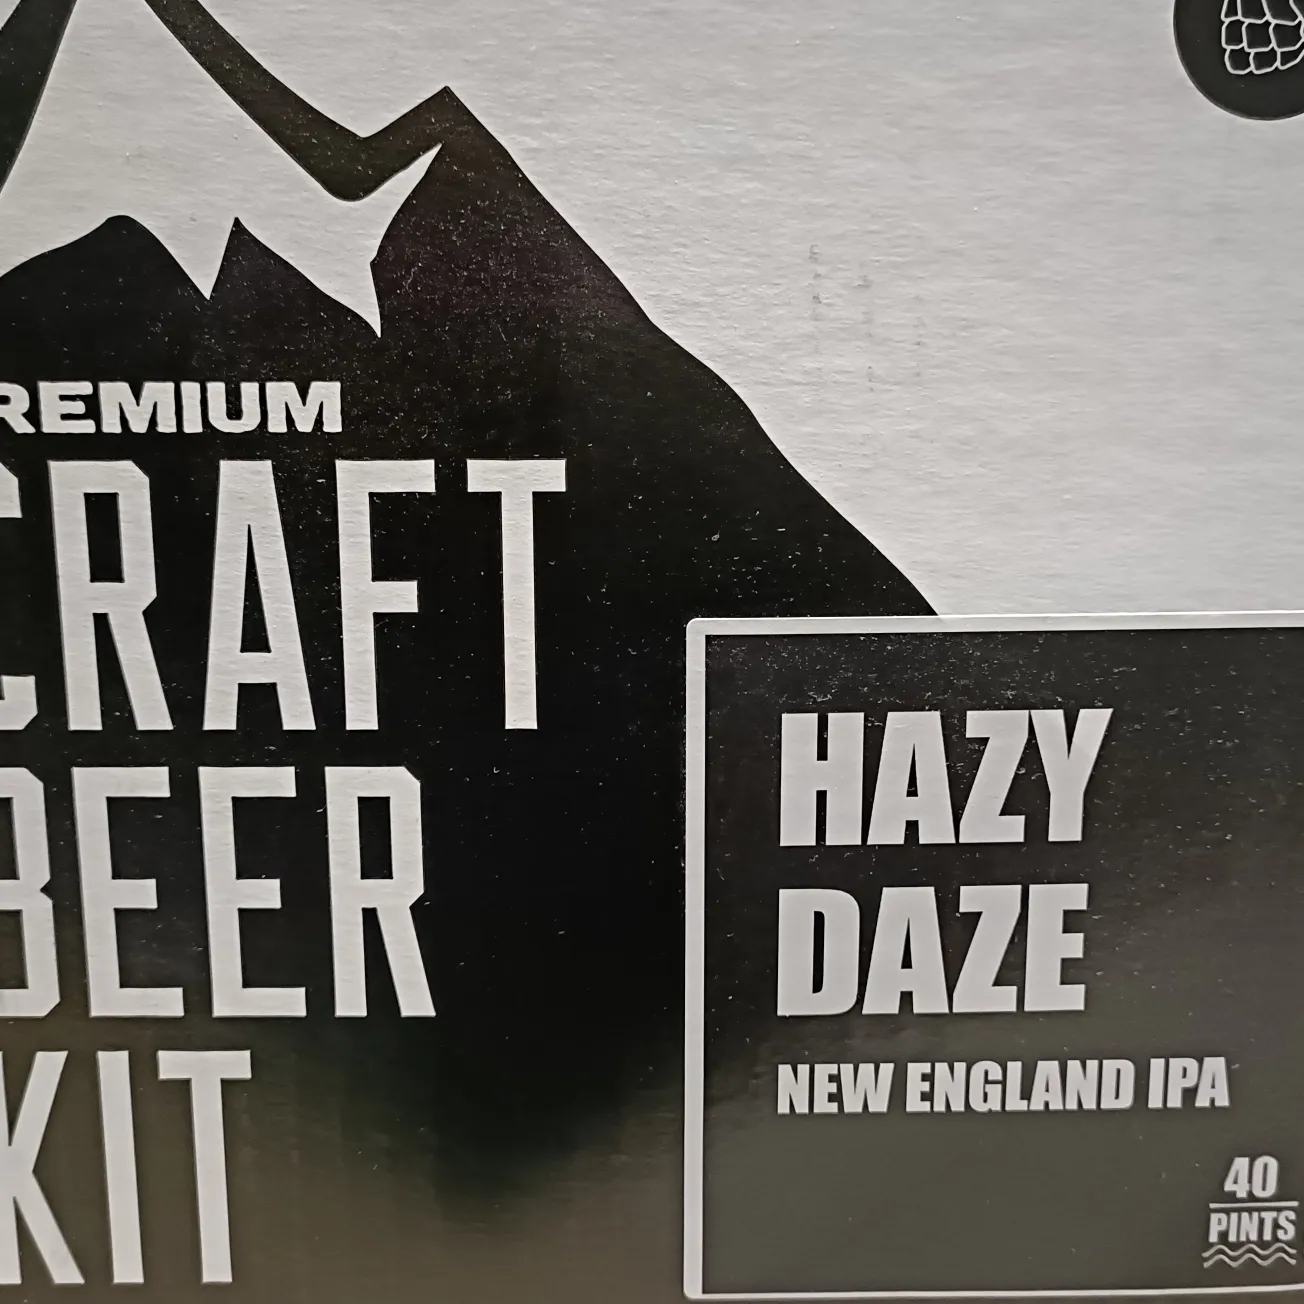 REMIUM
CRAFT
BEER
KIT
HAZY
DAZE
NEW ENGLAND IPA
40
PINTS